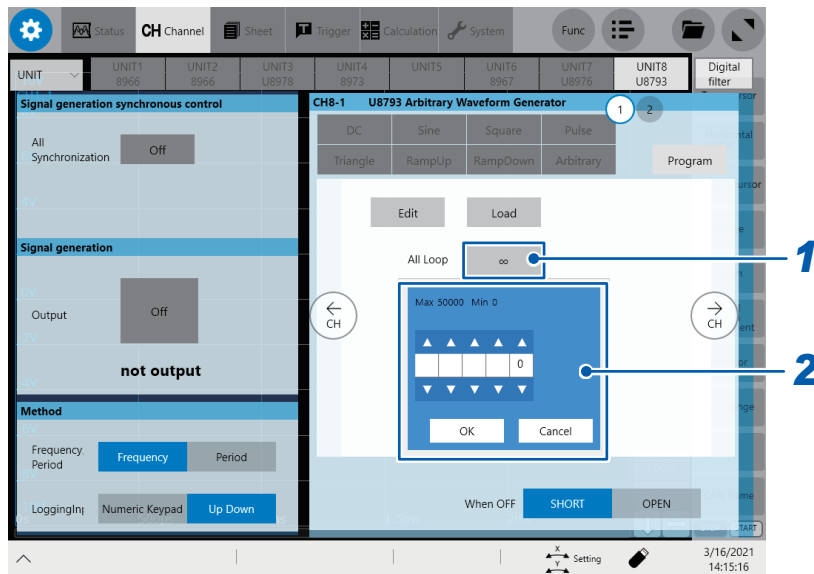 Status CH Channel Sheet Trigger Calculation System Func
UNIT UNIT1 UNIT2 UNIT3 UNIT4 UNIT5 UNIT6 UNIT7 UNIT8 Digital
8966 8966 U8978 8973 8967 U8976 U8793 filter
Signal generation synchronous control
All
Synchronization Off
Signal generation
Output Off
not output
Method
Frequency
Period Frequency Period
LoggingInp Numeric Keypad Up Down
CH8-1 U8793 Arbitrary Waveform Generator 1 2
DC Sine Square Pulse
Triangle RampUp RampDown Arbitrary Program
Edit Load
All Loop ∞ 1
Max 50000 Min 0
0
2
OK Cancel
← CH
→ CH
When OFF SHORT OPEN
START
X Y Setting
3/16/2021
14:15:16